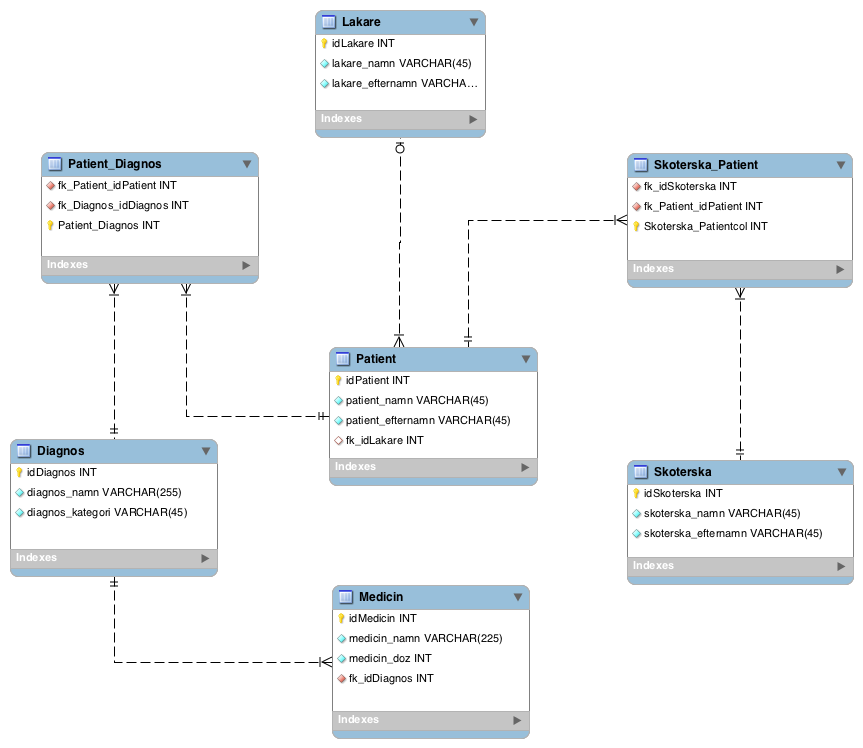 Lakare
idLakare INT
lakare_namn VARCHAR(45)
lakare_efternamn VARCHA...
Indexes
Patient_Diagnos
fk_Patient_idPatient INT
fk_Diagnos_idDiagnos INT
Patient_Diagnos INT
Indexes
Skoterska_Patient
fk_idSkoterska INT
fk_Patient_idPatient INT
Skoterska_Patientcol INT
Indexes
Patient
idPatient INT
patient_namn VARCHAR(45)
patient_efternamn VARCHAR(45)
fk_idLakare INT
Indexes
Diagnos
idDiagnos INT
diagnos_namn VARCHAR(255)
diagnos_kategori VARCHAR(45)
Indexes
Skoterska
idSkoterska INT
skoterska_namn VARCHAR(45)
skoterska_efternamn VARCHAR(45)
Indexes
Medicin
idMedicin INT
medicin_namn VARCHAR(225)
medicin_doz INT
fk_idDiagnos INT
Indexes